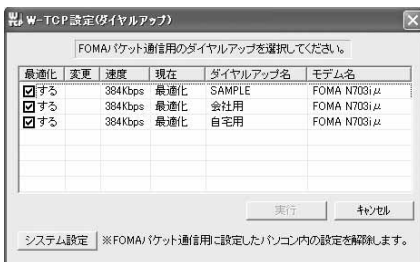 W-TCP設定(ダイヤルアップ)
FOMAパケット通信用のダイヤルアップを選択してください。
最適化 変更 速度 現在 ダイヤルアップ名 モデム名
する 384Kbps 最適化 SAMPLE FOMA N703iμ
する 384Kbps 最適化 会社用 FOMA N703iμ
する 384Kbps 最適化 自宅用 FOMA N703iμ
実行 キャンセル
システム設定 ※FOMAパケット通信用に設定したパソコン内の設定を解除します。